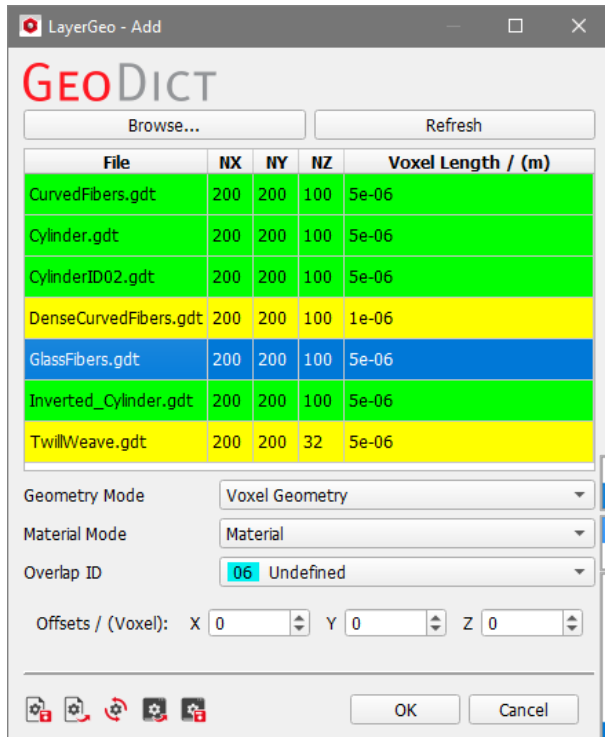 LayerGeo - Add
GEODICT
Browse... Refresh
File NX NY NZ Voxel Length / (m)
CurvedFibers.gdt 200 200 100 5e-06
Cylinder.gdt 200 200 100 5e-06
CylinderID02.gdt 200 200 100 5e-06
DenseCurvedFibers.gdt 200 200 100 1e-06
GlassFibers.gdt 200 200 100 5e-06
Inverted_Cylinder.gdt 200 200 100 5e-06
TwillWeave.gdt 200 200 32 5e-06
Geometry Mode Voxel Geometry
Material Mode Material
Overlap ID 06 Undefined
Offsets / (Voxel): X 0 Y 0 Z 0
OK Cancel